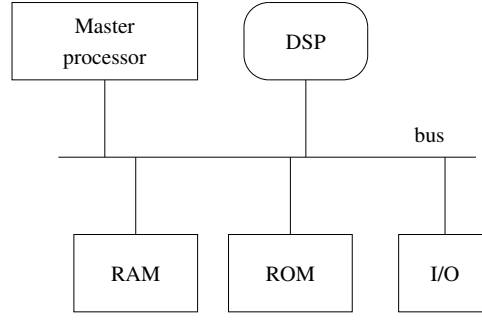 Master
processor
DSP
bus
RAM
ROM
I/O